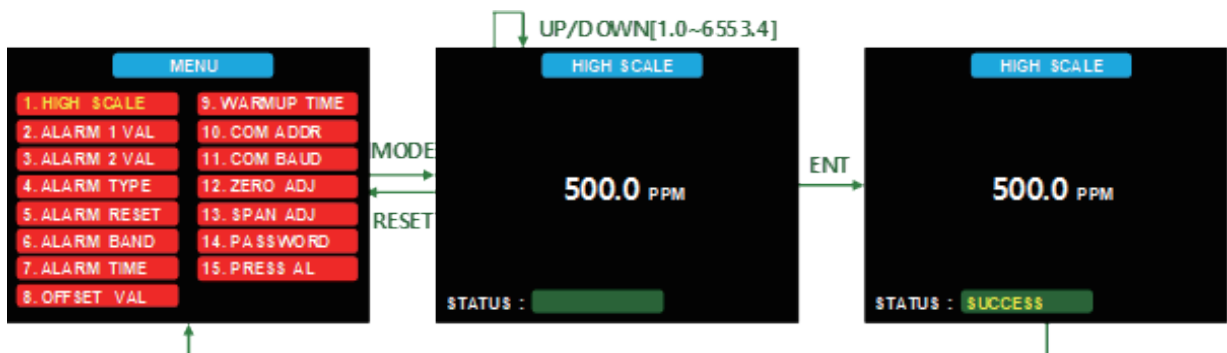 UP/DOWN[1.0~6553.4]
MENU
1. HIGH SCALE
2. ALARM 1 VAL
3. ALARM 2 VAL
4. ALARM TYPE
5. ALARM RESET
6. ALARM BAND
7. ALARM TIME
8. OFFSET VAL
9. WARMUP TIME
10. COM ADDR
11. COM BAUD
12. ZERO ADJ
13. SPAN ADJ
14. PASSWORD
15. PRESS AL
MODE
RESET
HIGH SCALE
500.0 PPM
STATUS :
ENT
HIGH SCALE
500.0 PPM
STATUS : SUCCESS